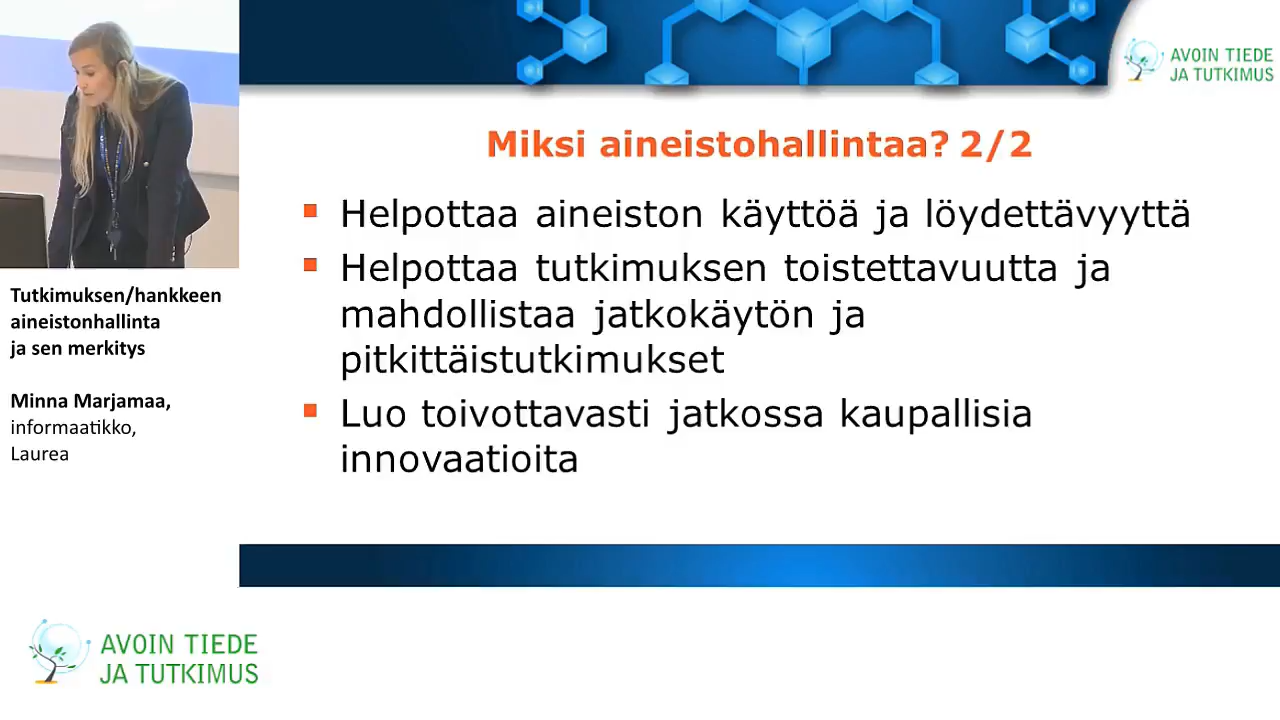 AVOIN TIEDE
JA TUTKIMUS
Miksi aineistohallintaa? 2/2
Helpottaa aineiston käyttöä ja löydettävyyttä
Helpottaa tutkimuksen toistettavuutta ja
mahdollistaa jatkokäytön ja
pitkittäistutkimukset
Luo toivottavasti jatkossa kaupallisia
innovaatioita
Tutkimuksen/hankkeen
aineistonhallinta
ja sen merkitys
Minna Marjamaa,
informaatikko,
Laurea
AVOIN TIEDE
JA TUTKIMUS